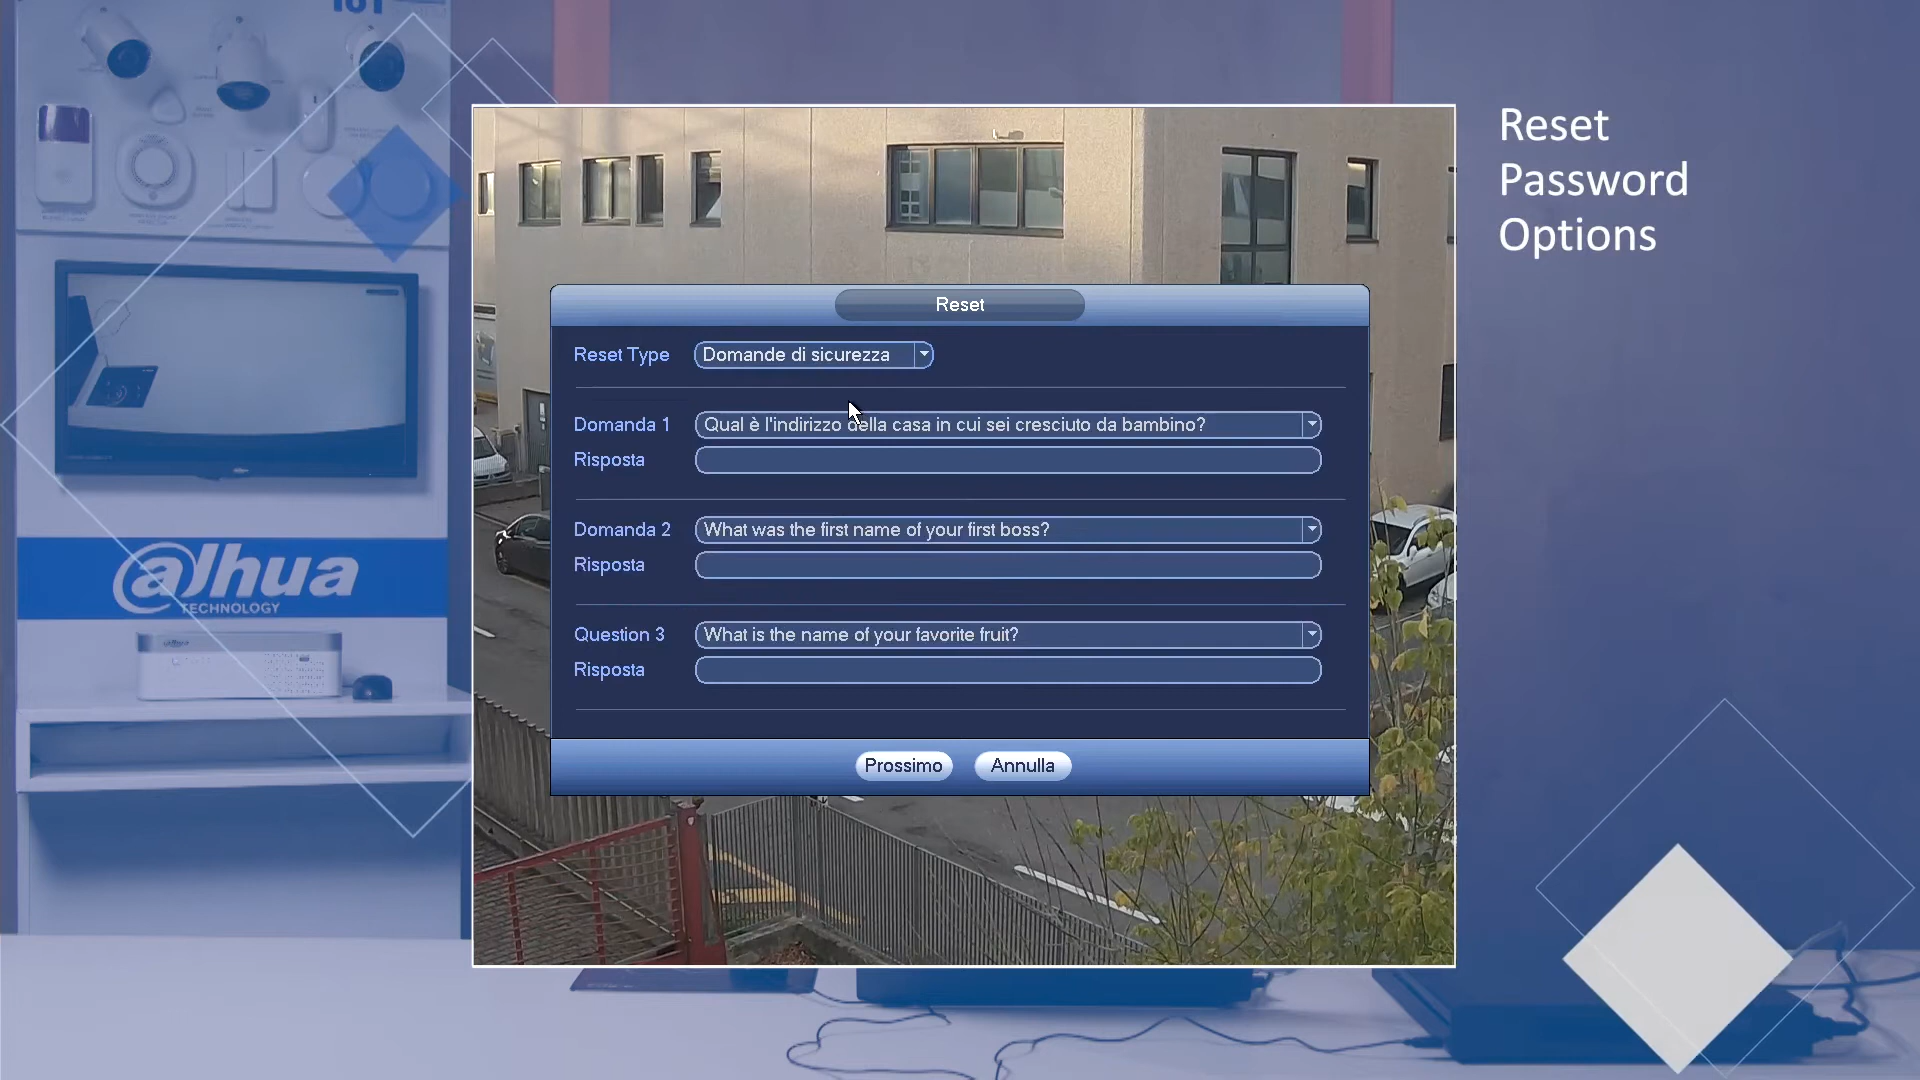 Reset
Password
Options
Reset
Reset Type Domande di sicurezza
Domanda 1 Qual è l'indirizzo della casa in cui sei cresciuto da bambino?
Risposta
Domanda 2 What was the first name of your first boss?
Risposta
Question 3 What is the name of your favorite fruit?
Risposta
Prossimo Annulla
alhua
TECHNOLOGY